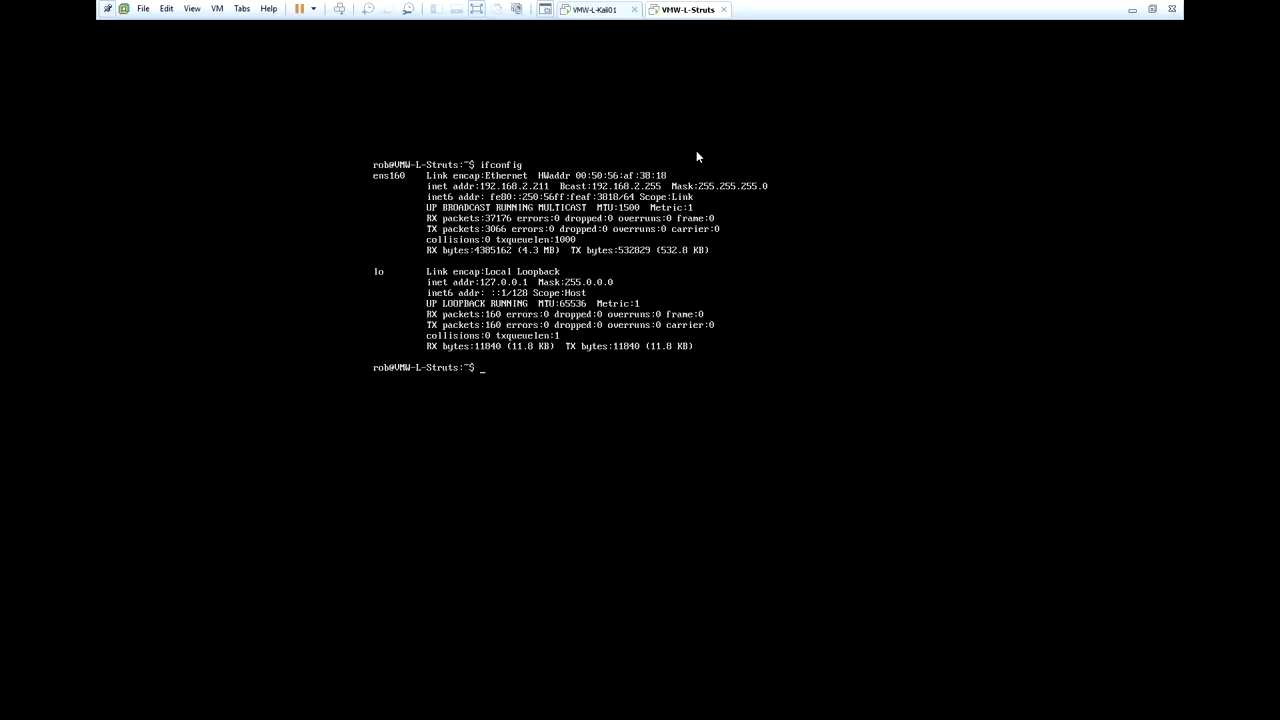 File Edit View VM Tabs Help VMW-L-Kali01 VMW-L-Struts
rob@VMW-L-Struts:~$ ifconfig
ens160 Link encap:Ethernet HWaddr 00:50:56:af:38:18
inet addr:192.168.2.211 Bcast:192.168.2.255 Mask:255.255.255.0
inet6 addr: fe80::250:56ff:feaf:3818/64 Scope:Link
UP BROADCAST RUNNING MULTICAST MTU:1500 Metric:1
RX packets:37176 errors:0 dropped:0 overruns:0 frame:0
TX packets:3066 errors:0 dropped:0 overruns:0 carrier:0
collisions:0 txqueuelen:1000
RX bytes:4385162 (4.3 MB) TX bytes:532829 (532.8 KB)
lo Link encap:Local Loopback
inet addr:127.0.0.1 Mask:255.0.0.0
inet6 addr: ::1/128 Scope:Host
UP LOOPBACK RUNNING MTU:65536 Metric:1
RX packets:160 errors:0 dropped:0 overruns:0 frame:0
TX packets:160 errors:0 dropped:0 overruns:0 carrier:0
collisions:0 txqueuelen:1
RX bytes:11840 (11.8 KB) TX bytes:11840 (11.8 KB)
rob@VMW-L-Struts:~$ _